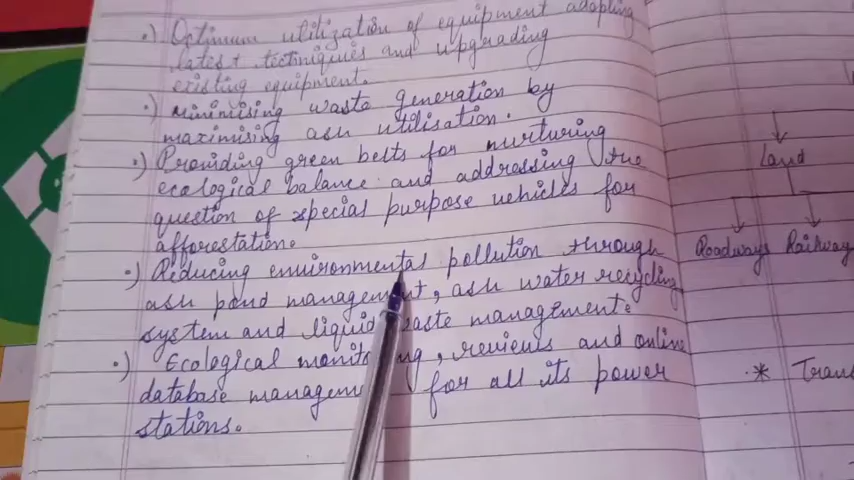 ·) Optimum utilization of equipment adopting
latest techniques and upgrading
existing equipment.
·) minimising waste generation by
maximising ash utilisation.
·) Providing green belts for nurturing
ecological balance and addressing the
question of special purpose vehicles for
afforestation.
·) Reducing environmental pollution through
ash pond management, ash water recycling
system and liquid waste management.
·) Ecological monitoring, reviews and online
database management for all its power
stations.
Land
Roadways Railway
* Trans